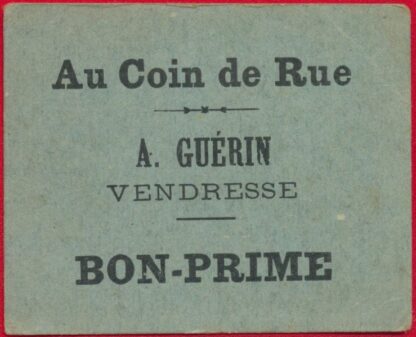 Au Coin de Rue
A. GUÉRIN
VENDRESSE
BON-PRIME